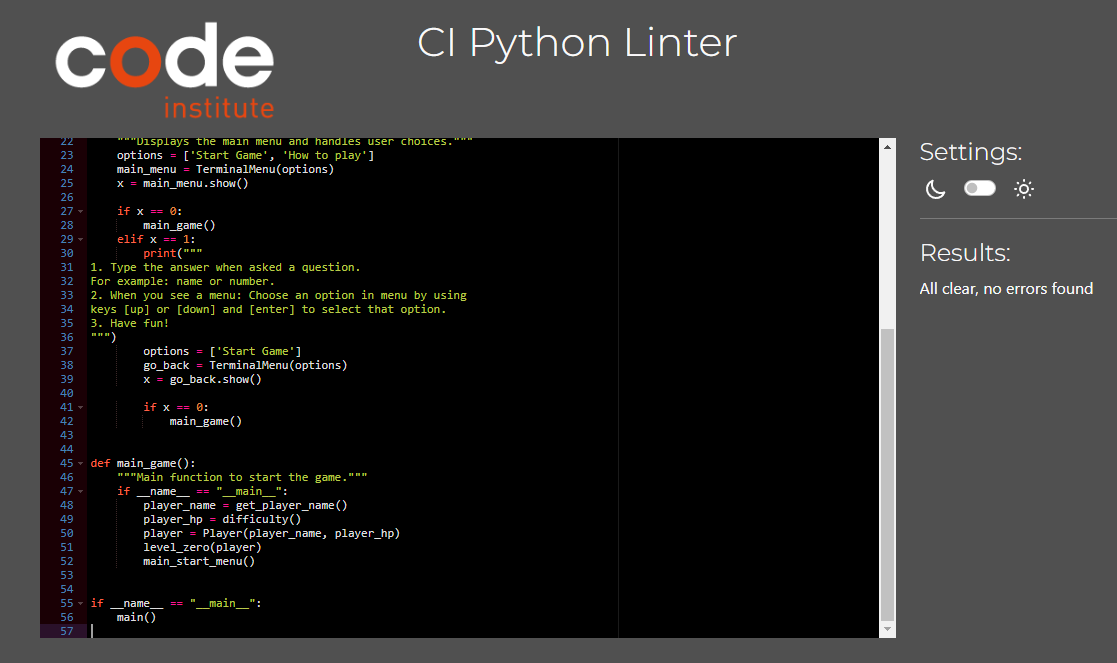 code
institute
CI Python Linter
22     """Displays the main menu and handles user choices."""
23     options = ['Start Game', 'How to play']
24     main_menu = TerminalMenu(options)
25     x = main_menu.show()
26
27     if x == 0:
28         main_game()
29     elif x == 1:
30         print("""
31 1. Type the answer when asked a question.
32 For example: name or number.
33 2. When you see a menu: Choose an option in menu by using
34 keys [up] or [down] and [enter] to select that option.
35 3. Have fun!
36 """)
37         options = ['Start Game']
38         go_back = TerminalMenu(options)
39         x = go_back.show()
40
41         if x == 0:
42             main_game()
43
44
45 def main_game():
46     """Main function to start the game."""
47     if __name__ == "__main__":
48         player_name = get_player_name()
49         player_hp = difficulty()
50         player = Player(player_name, player_hp)
51         level_zero(player)
52         main_start_menu()
53
54
55 if __name__ == "__main__":
56     main()
57
Settings:
Results:
All clear, no errors found